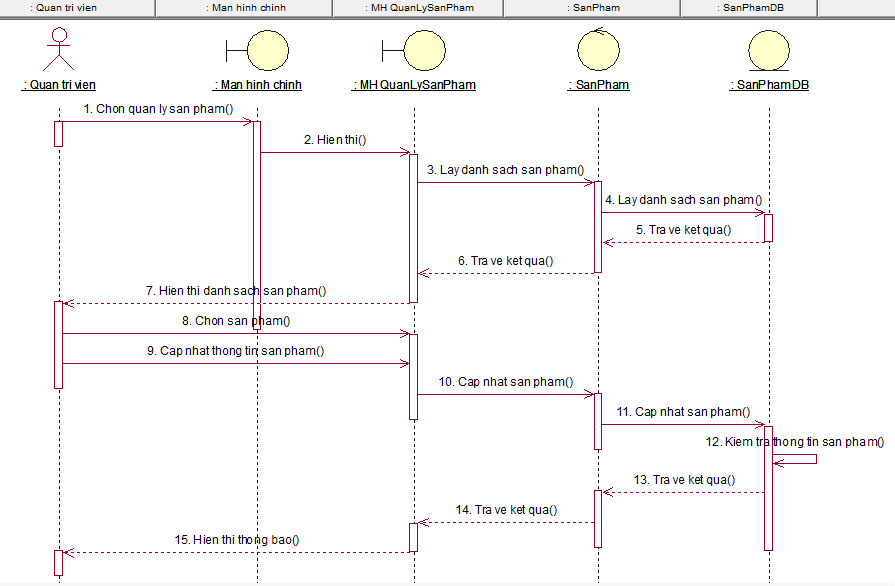 : Quan tri vien
: Man hinh chinh
: MH QuanLySanPham
: SanPham
: SanPhamDB
: Quan tri vien
: Man hinh chinh
: MH QuanLySanPham
: SanPham
: SanPhamDB
1. Chon quan ly san pham()
2. Hien thi()
3. Lay danh sach san pham()
4. Lay danh sach san pham()
5. Tra ve ket qua()
6. Tra ve ket qua()
7. Hien thi danh sach san pham()
8. Chon san pham()
9. Cap nhat thong tin san pham()
10. Cap nhat san pham()
11. Cap nhat san pham()
12. Kiem tra thong tin san pham()
13. Tra ve ket qua()
14. Tra ve ket qua()
15. Hien thi thong bao()